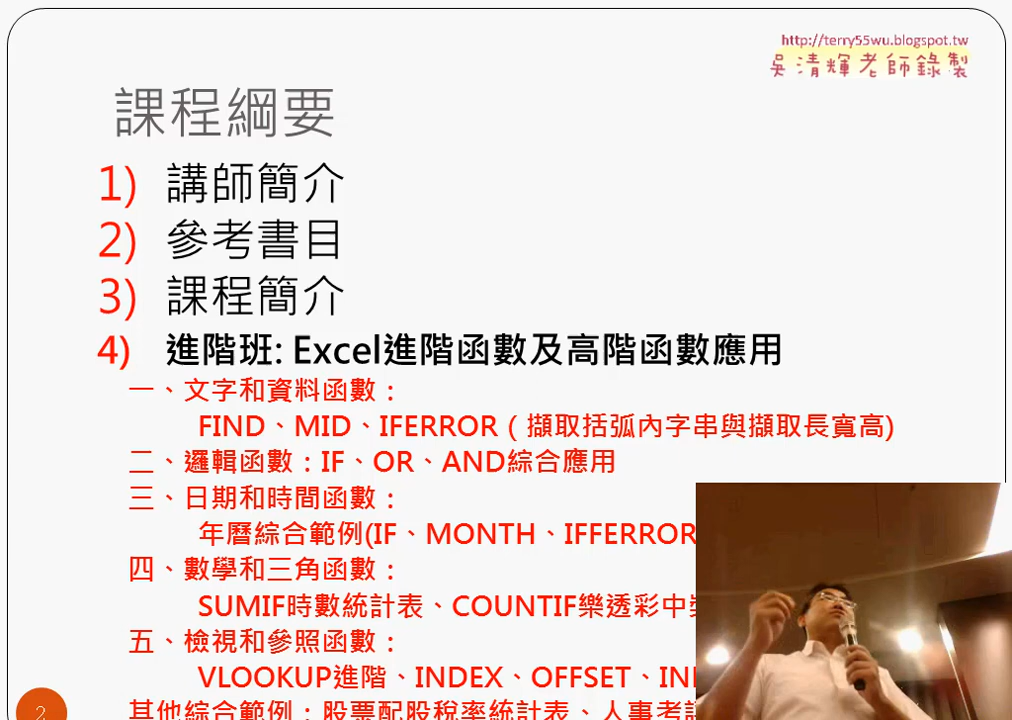 http://terry55wu.blogspot.tw
吳清輝老師錄製
課程綱要
1) 講師簡介
2) 參考書目
3) 課程簡介
4) 進階班: Excel進階函數及高階函數應用
一、文字和資料函數：
FIND、MID、IFERROR（擷取括弧內字串與擷取長寬高)
二、邏輯函數：IF、OR、AND綜合應用
三、日期和時間函數：
年曆綜合範例(IF、MONTH、IFFERROR
四、數學和三角函數：
SUMIF時數統計表、COUNTIF樂透彩中
五、檢視和參照函數：
VLOOKUP進階、INDEX、OFFSET、IN
其他綜合範例：股票配股稅率統計表、人事考
2